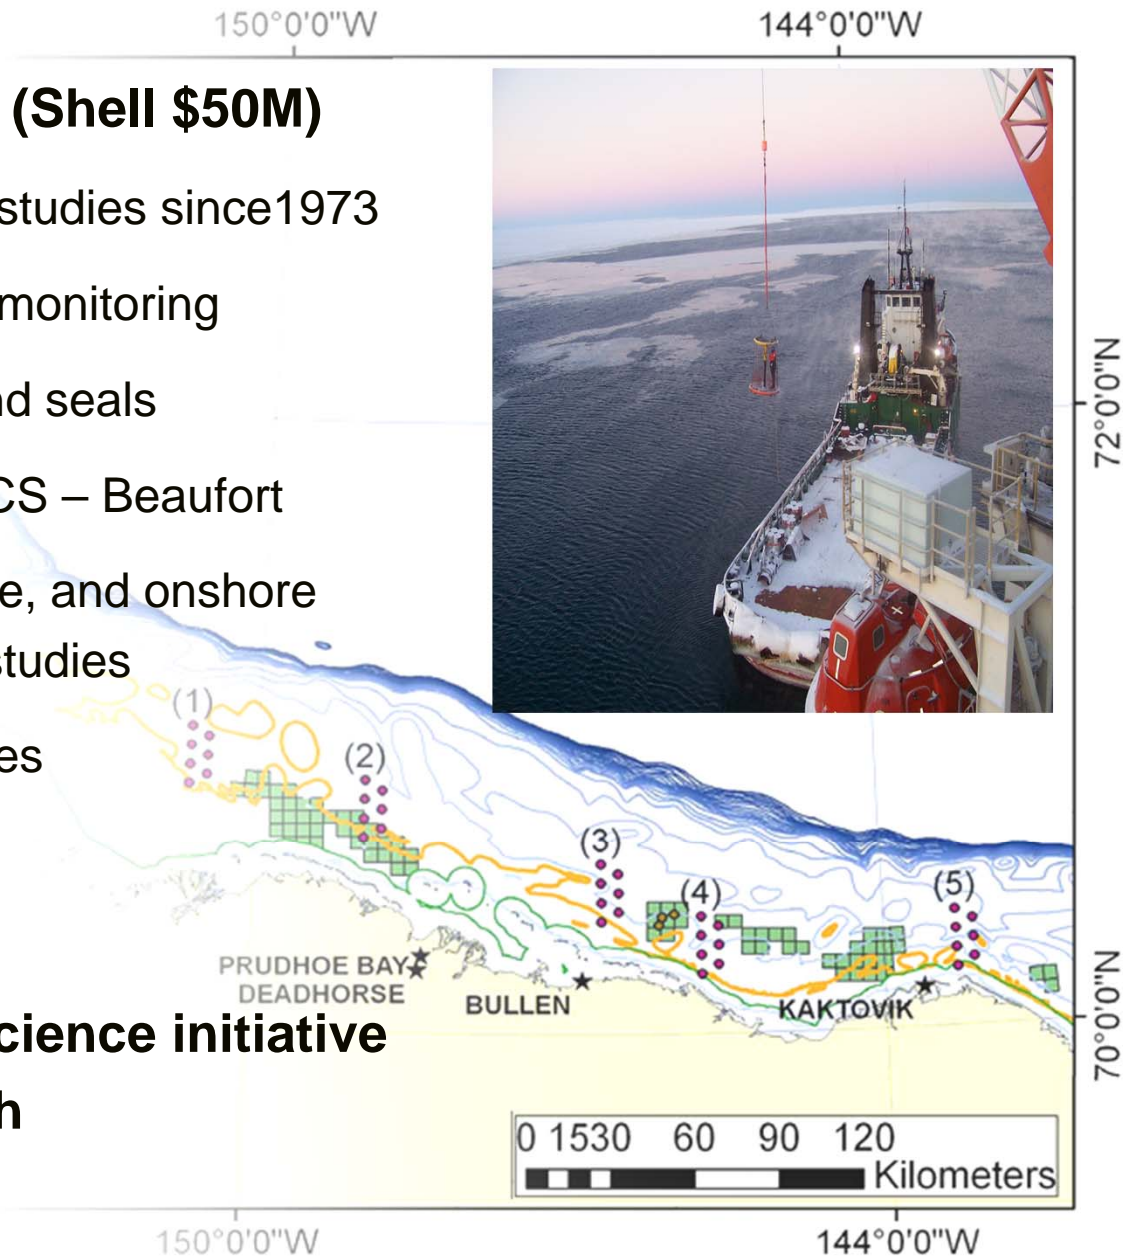 150°0'0"W
144°0'0"W
(Shell $50M)
studies since1973
monitoring
nd seals
CS – Beaufort
e, and onshore
studies
es
(1)
(2)
(3)
(4)
(5)
72°0'0"N
70°0'0"N
PRUDHOE BAY
DEADHORSE
BULLEN
KAKTOVIK
cience initiative
h
0 1530 60 90 120
Kilometers
150°0'0"W
144°0'0"W